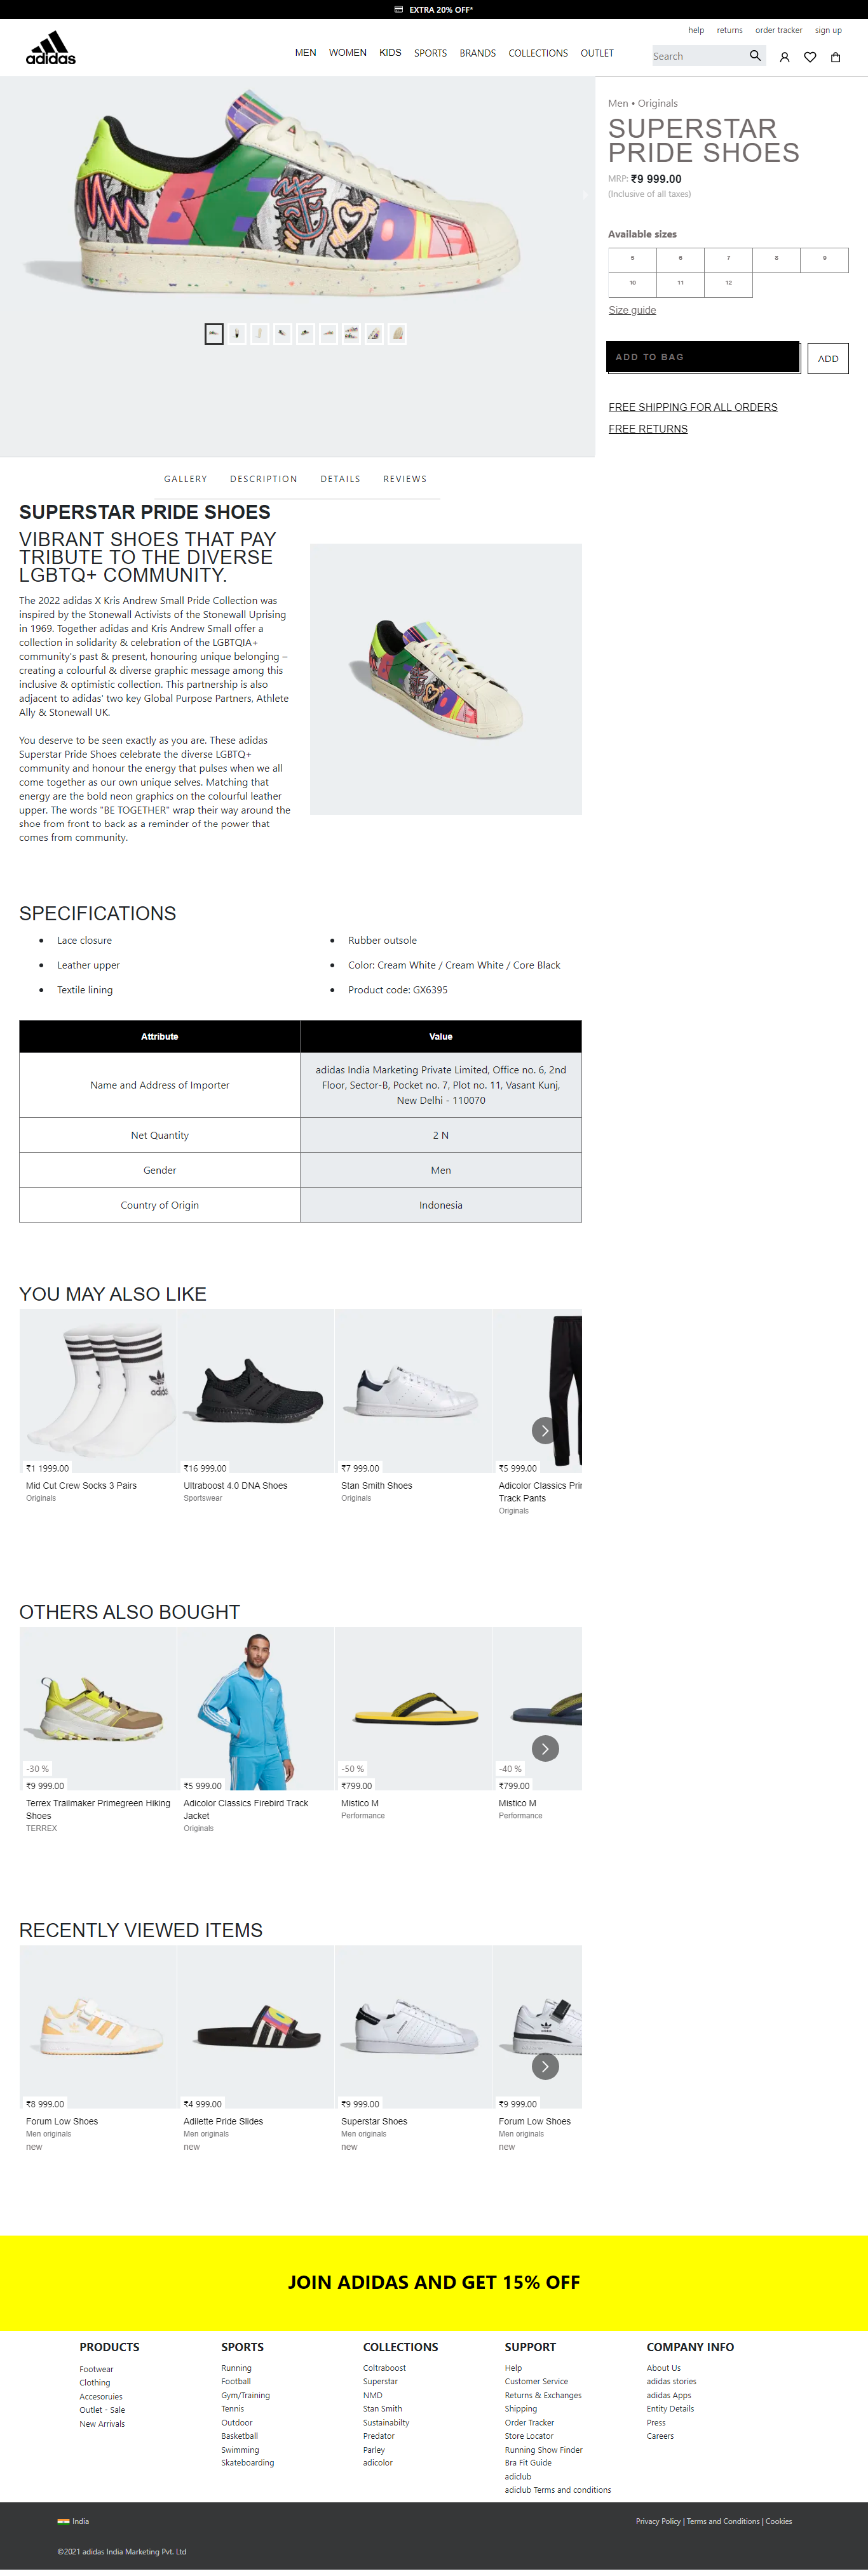 EXTRA 20% OFF*
help returns order tracker sign up
adidas
MEN WOMEN KIDS SPORTS BRANDS COLLECTIONS OUTLET
Search
Men • Originals
SUPERSTAR
PRIDE SHOES
MRP: ₹9 999.00
(Inclusive of all taxes)
Available sizes
5 6 7 8 9
10 11 12
Size guide
ADD TO BAG
ADD
FREE SHIPPING FOR ALL ORDERS
FREE RETURNS
GALLERY DESCRIPTION DETAILS REVIEWS
SUPERSTAR PRIDE SHOES
VIBRANT SHOES THAT PAY
TRIBUTE TO THE DIVERSE
LGBTQ+ COMMUNITY.
The 2022 adidas X Kris Andrew Small Pride Collection was
inspired by the Stonewall Activists of the Stonewall Uprising
in 1969. Together adidas and Kris Andrew Small offer a
collection in solidarity & celebration of the LGBTQIA+
community's past & present, honouring unique belonging –
creating a colourful & diverse graphic message among this
inclusive & optimistic collection. This partnership is also
adjacent to adidas' two key Global Purpose Partners, Athlete
Ally & Stonewall UK.
You deserve to be seen exactly as you are. These adidas
Superstar Pride Shoes celebrate the diverse LGBTQ+
community and honour the energy that pulses when we all
come together as our own unique selves. Matching that
energy are the bold neon graphics on the colourful leather
upper. The words "BE TOGETHER" wrap their way around the
shoe from front to back as a reminder of the power that
comes from community.
SPECIFICATIONS
Lace closure
Leather upper
Textile lining
Rubber outsole
Color: Cream White / Cream White / Core Black
Product code: GX6395
Attribute Value
Name and Address of Importer
adidas India Marketing Private Limited, Office no. 6, 2nd
Floor, Sector-B, Pocket no. 7, Plot no. 11, Vasant Kunj,
New Delhi - 110070
Net Quantity 2 N
Gender Men
Country of Origin Indonesia
YOU MAY ALSO LIKE
adidas
₹1 1999.00
Mid Cut Crew Socks 3 Pairs
Originals
₹16 999.00
Ultraboost 4.0 DNA Shoes
Sportswear
₹7 999.00
Stan Smith Shoes
Originals
₹5 999.00
Adicolor Classics Prir
Track Pants
Originals
OTHERS ALSO BOUGHT
-30 %
₹9 999.00
Terrex Trailmaker Primegreen Hiking
Shoes
TERREX
₹5 999.00
Adicolor Classics Firebird Track
Jacket
Originals
-50 %
₹799.00
Mistico M
Performance
-40 %
₹799.00
Mistico M
Performance
RECENTLY VIEWED ITEMS
₹8 999.00
Forum Low Shoes
Men originals
new
₹4 999.00
Adilette Pride Slides
Men originals
new
₹9 999.00
Superstar Shoes
Men originals
new
₹9 999.00
Forum Low Shoes
Men originals
new
JOIN ADIDAS AND GET 15% OFF
PRODUCTS
Footwear
Clothing
Accesoruies
Outlet - Sale
New Arrivals
SPORTS
Running
Football
Gym/Training
Tennis
Outdoor
Basketball
Swimming
Skateboarding
COLLECTIONS
Coltraboost
Superstar
NMD
Stan Smith
Sustainabilty
Predator
Parley
adicolor
SUPPORT
Help
Customer Service
Returns & Exchanges
Shipping
Order Tracker
Store Locator
Running Show Finder
Bra Fit Guide
adiclub
adiclub Terms and conditions
COMPANY INFO
About Us
adidas stories
adidas Apps
Entity Details
Press
Careers
India
Privacy Policy | Terms and Conditions | Cookies
©2021 adidas India Marketing Pvt. Ltd